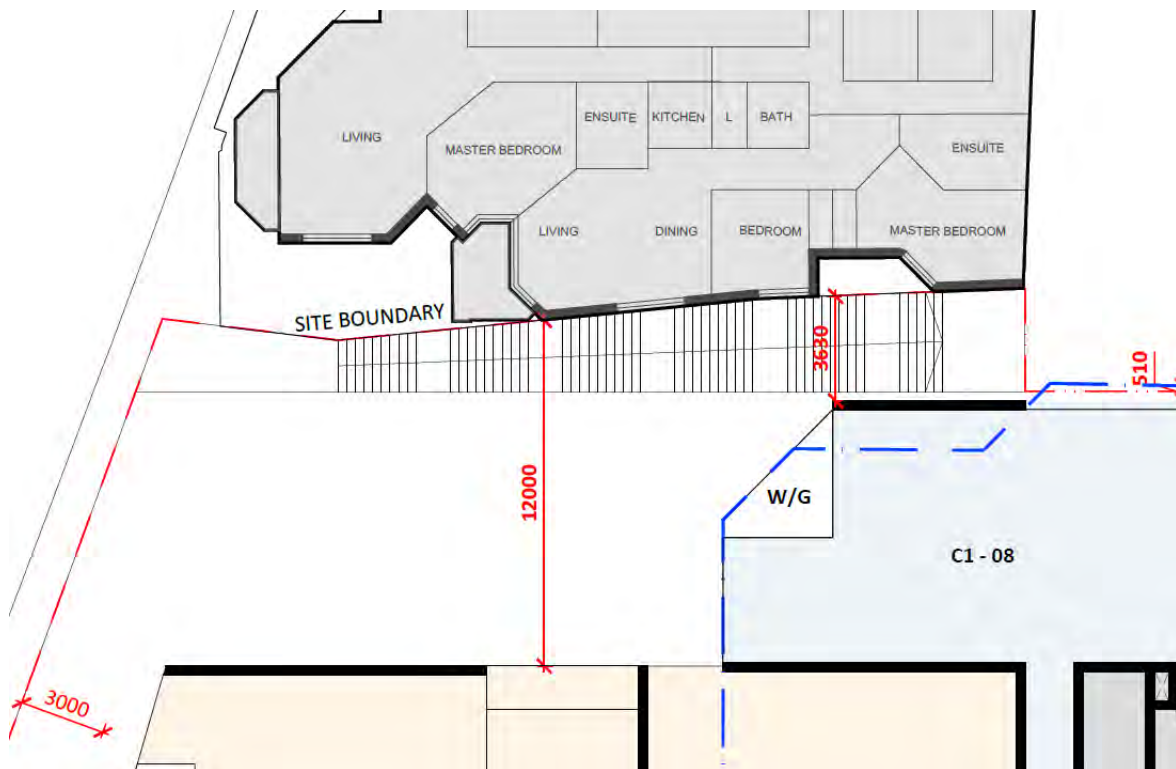 ENSUITE
KITCHEN
L
BATH
LIVING
MASTER BEDROOM
ENSUITE
LIVING
DINING
BEDROOM
MASTER BEDROOM
SITE BOUNDARY
3630
510
12000
W/G
C1 - 08
3000